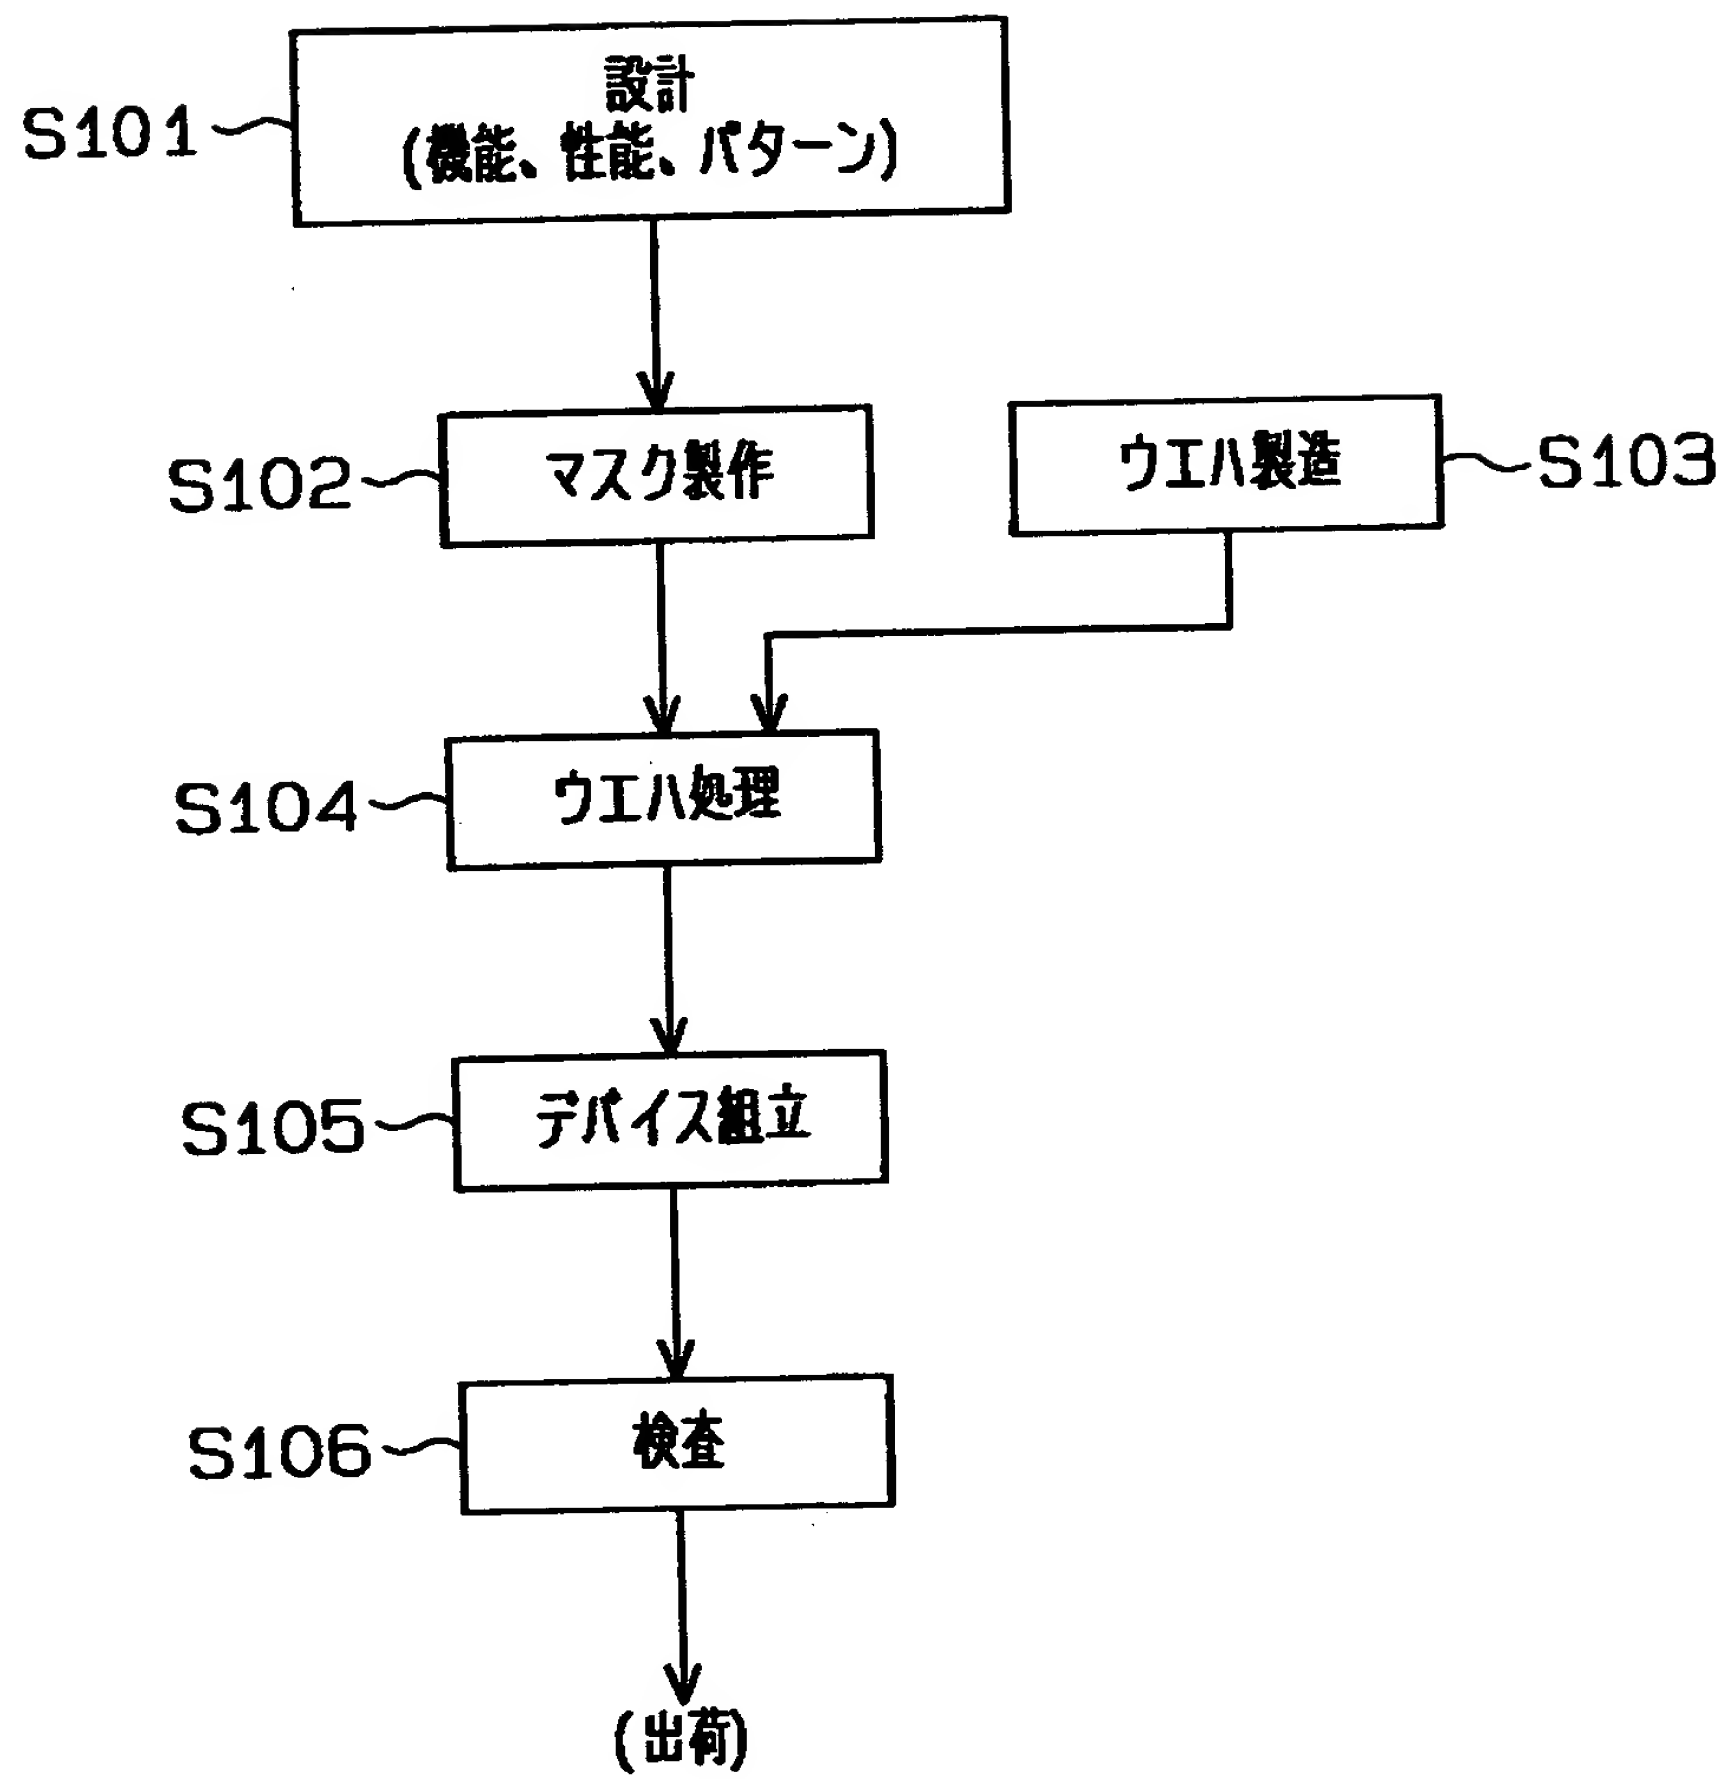 設計
S101
(機能、性能、パターン)
S102
マスク製作
ウエハ製造
S103
S104
ウエハ処理
S105
デバイス組立
S106
検査
(出荷)